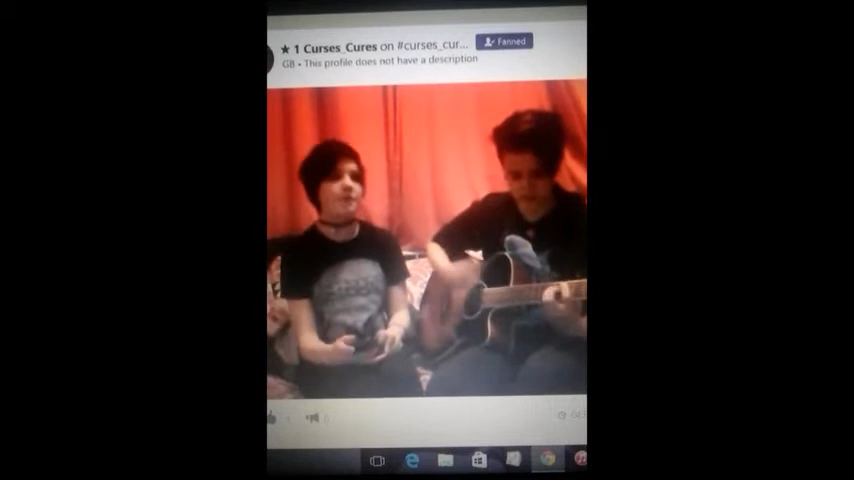 ★ 1 Curses_Cures on #curses_cur...
Fanned
GB • This profile does not have a description